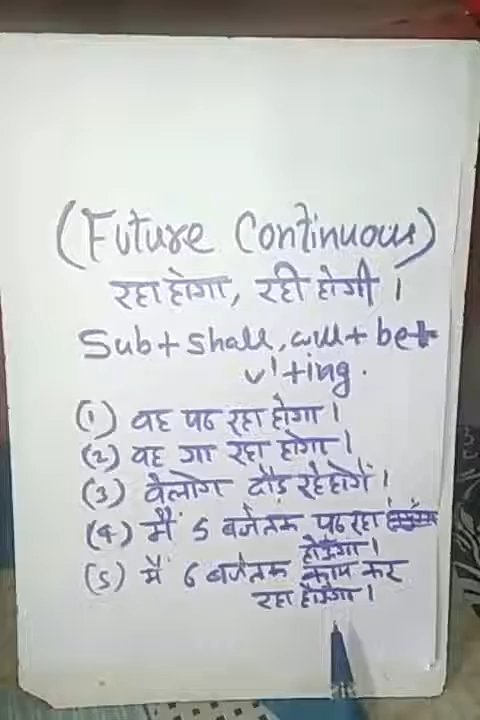 (Future Continuous)
रहा होगा, रही होगी ।
Sub + shall, will + be +
v¹ + ing.
(1) वह पढ रहा होगा ।
(2) वह गा रहा होगा ।
(3) वेलोग दौड़ रहे होगें ।
(4) मैं 5 बजे तक पढ रहा
होऊंगा ।
(5) मैं 6 बजे तक काम कर
रहा होऊंगा ।